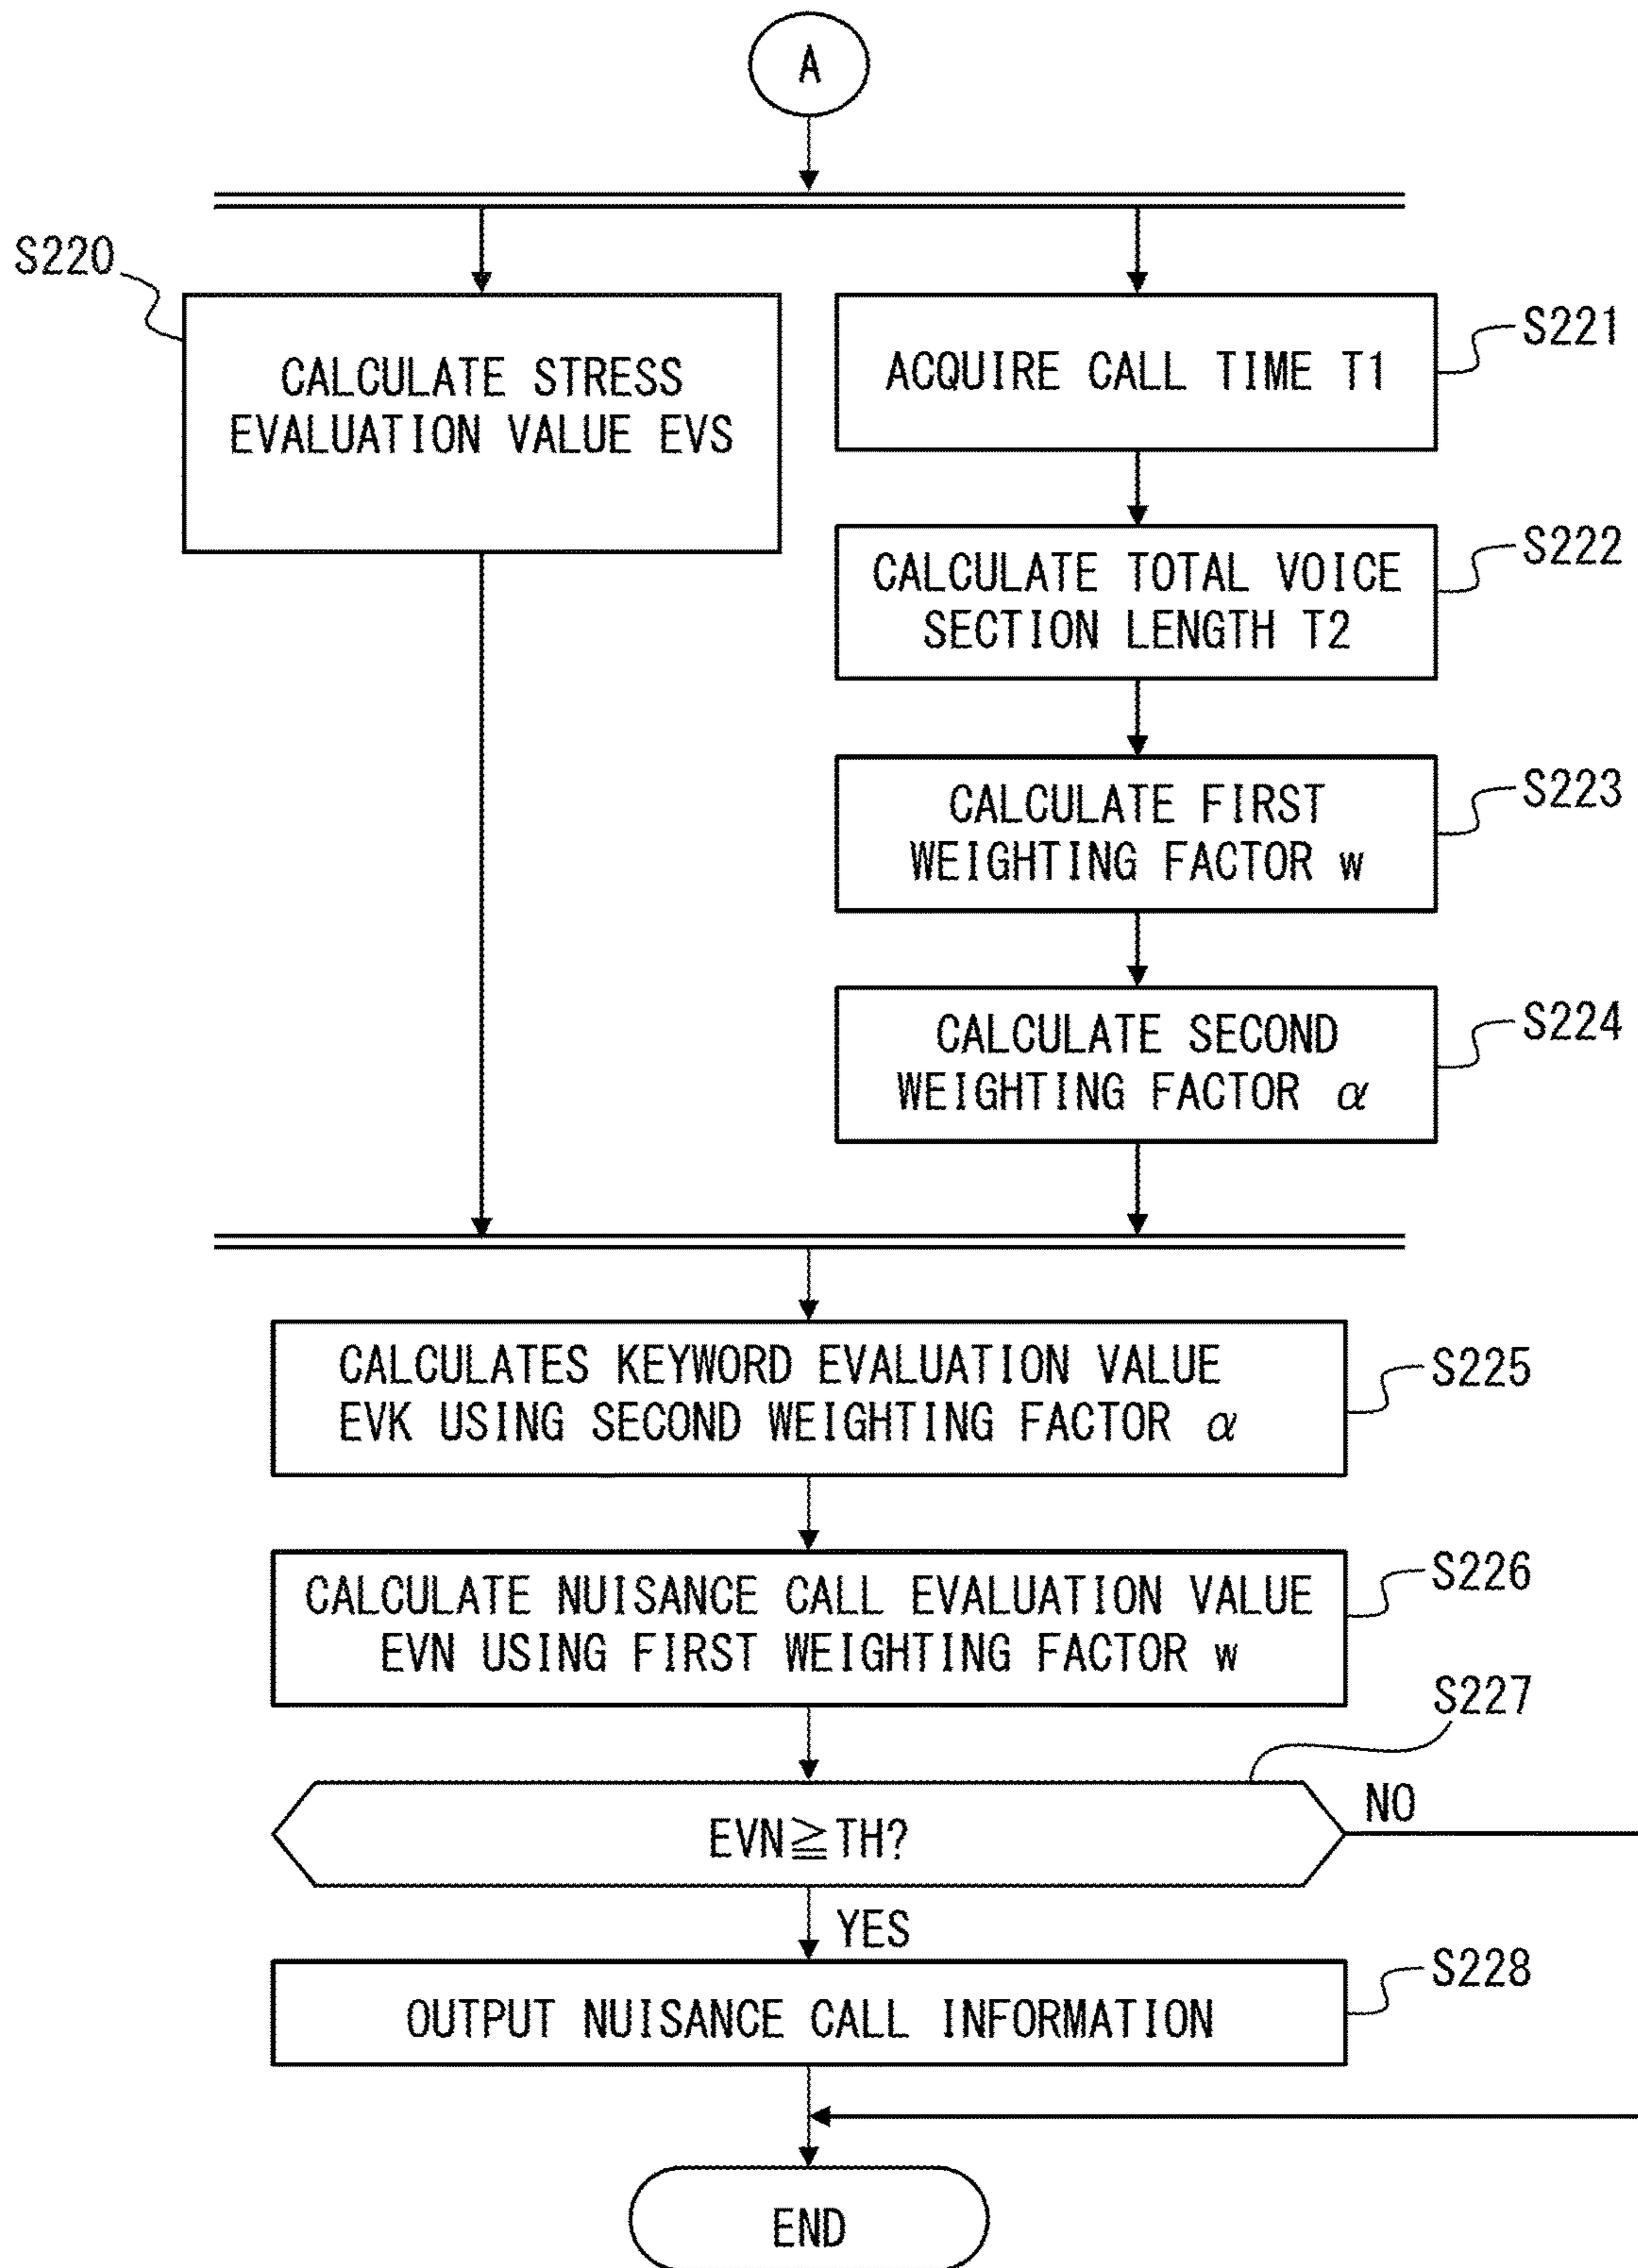 A
S220
CALCULATE STRESS
EVALUATION VALUE EVS
ACQUIRE CALL TIME T1
S221
CALCULATE TOTAL VOICE
SECTION LENGTH T2
S222
CALCULATE FIRST
WEIGHTING FACTOR w
S223
CALCULATE SECOND
WEIGHTING FACTOR α
S224
CALCULATES KEYWORD EVALUATION VALUE
EVK USING SECOND WEIGHTING FACTOR α
S225
CALCULATE NUISANCE CALL EVALUATION VALUE
EVN USING FIRST WEIGHTING FACTOR w
S226
S227
EVN≧TH?
NO
YES
OUTPUT NUISANCE CALL INFORMATION
S228
END